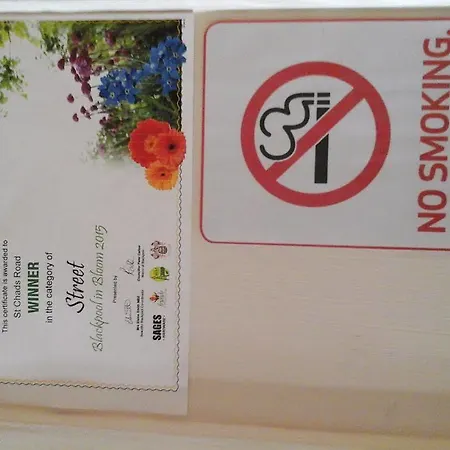 This certificate is awarded to
St Chads Road
WINNER
in the category of
Street
Blackpool in Bloom 2015
Presented by
SAGES
NO SMOKING.